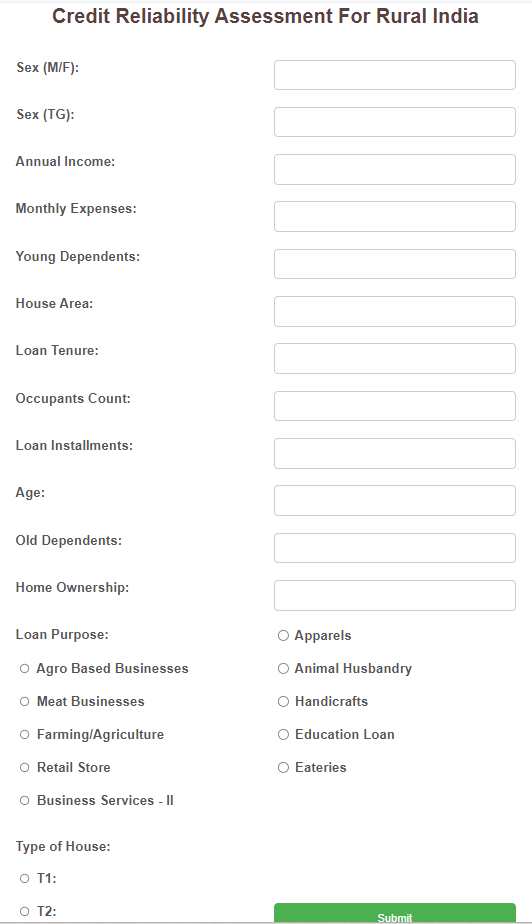 Credit Reliability Assessment For Rural India
Sex (M/F):
Sex (TG):
Annual Income:
Monthly Expenses:
Young Dependents:
House Area:
Loan Tenure:
Occupants Count:
Loan Installments:
Age:
Old Dependents:
Home Ownership:
Loan Purpose: Apparels
Agro Based Businesses Animal Husbandry
Meat Businesses Handicrafts
Farming/Agriculture Education Loan
Retail Store Eateries
Business Services - II
Type of House:
T1:
T2: Submit